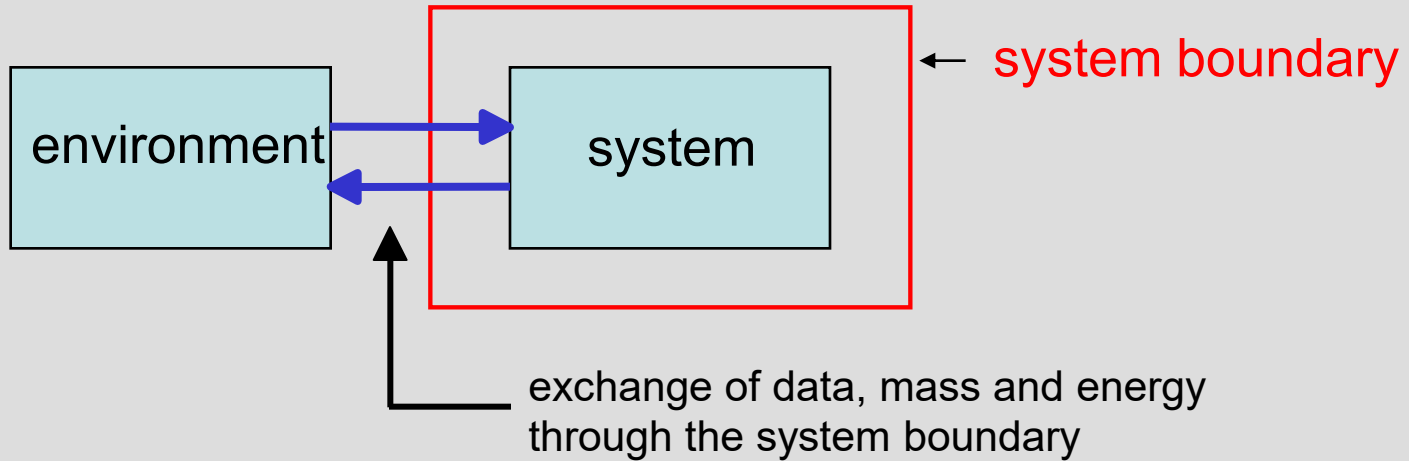 system boundary
environment
system
exchange of data, mass and energy
through the system boundary